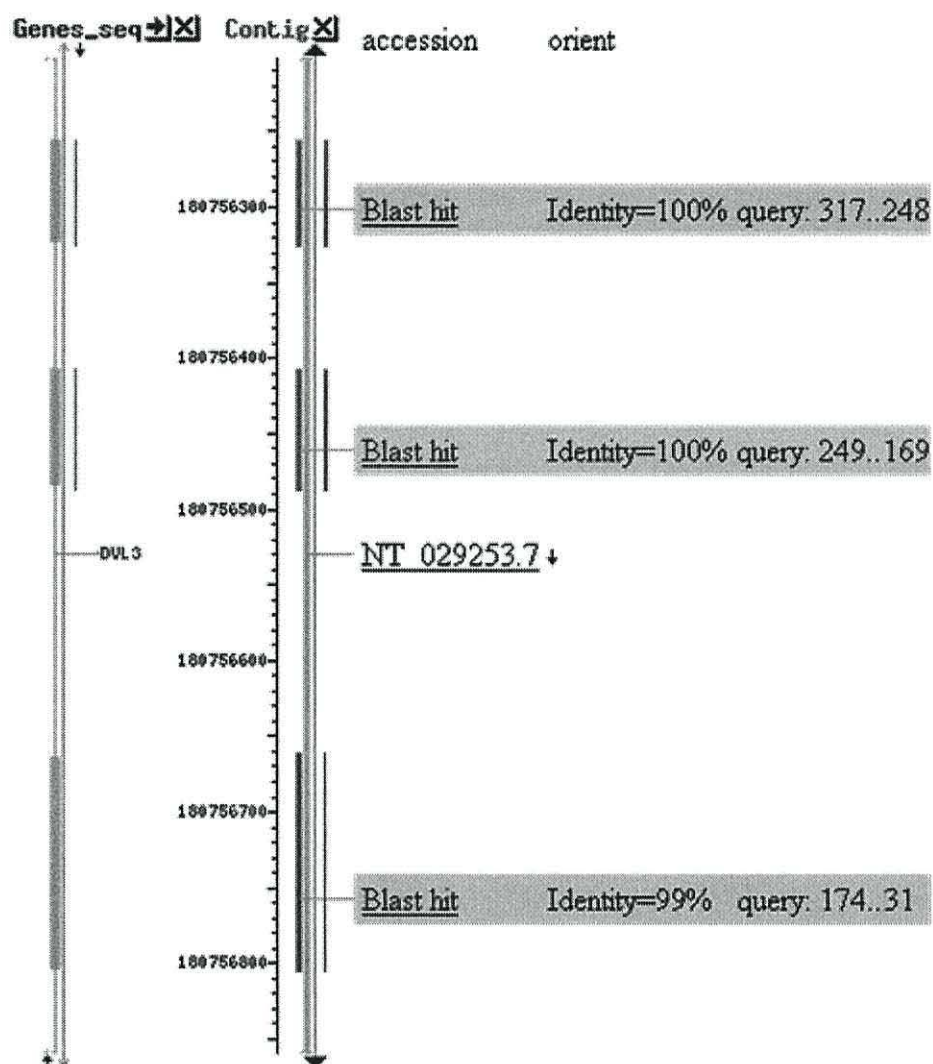 Genes_seq Contig accession orient
180756300 Blast hit Identity=100% query: 317..248
180756400
Blast hit Identity=100% query: 249..169
180756500
DVL3 NT_029253.7
180756600
180756700
Blast hit Identity=99% query: 174..31
180756800